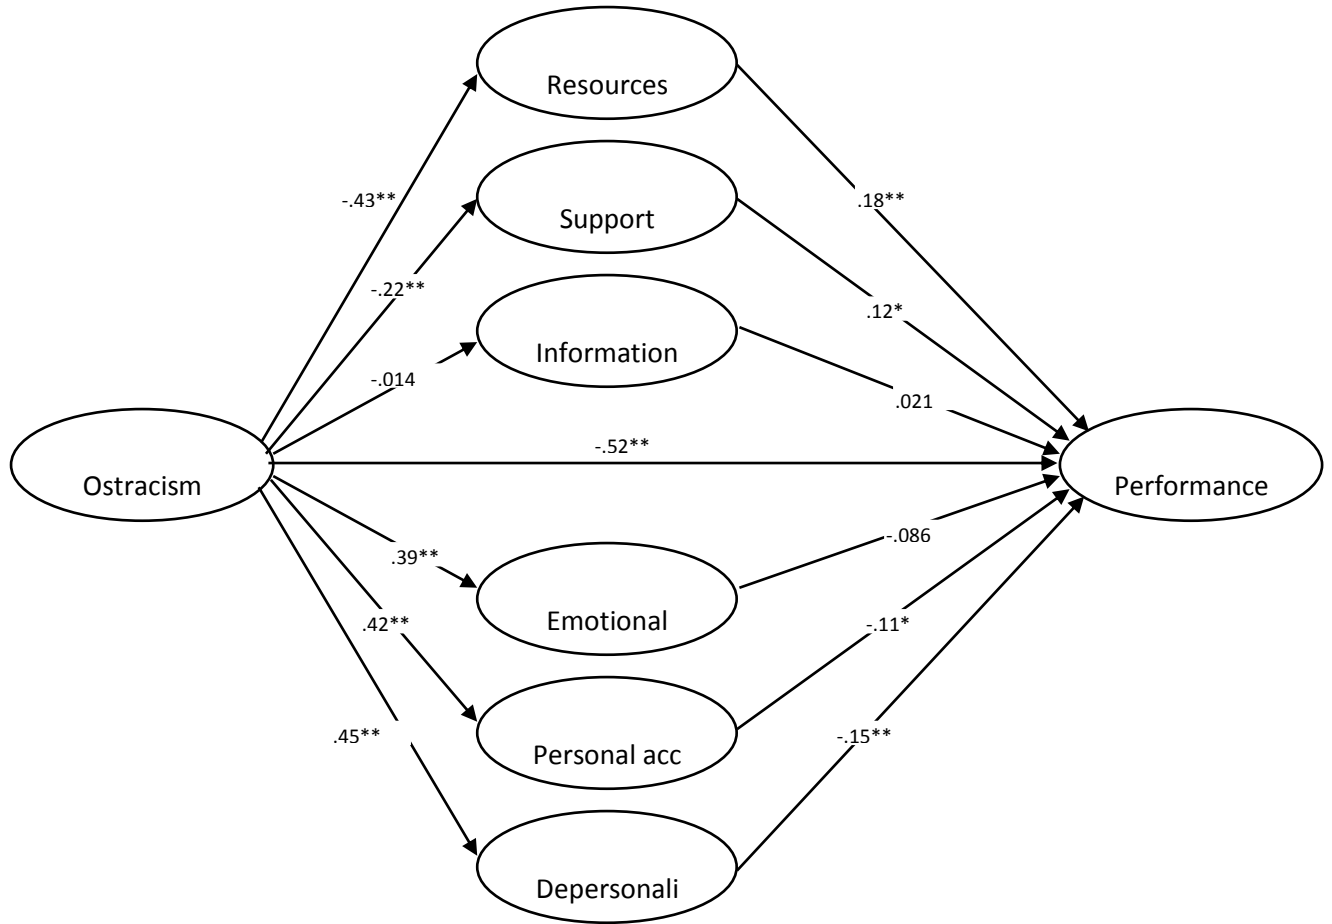 Resources
-.43**
.18**
Support
-.22**
.12*
Information
-.014
.021
-.52**
Ostracism
Performance
.39**
-.086
Emotional
.42**
-.11*
Personal acc
.45**
-.15**
Depersonali